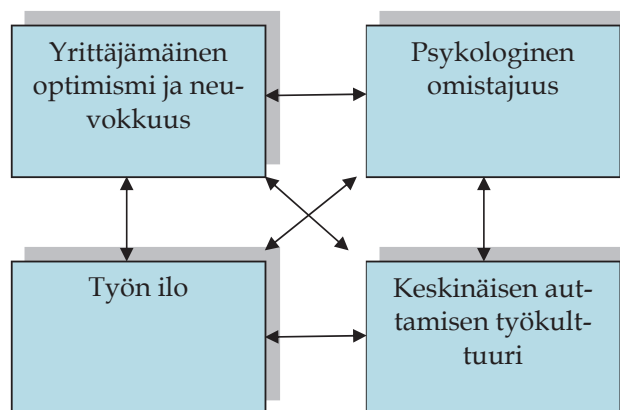 Yrittäjämäinen
optimismi ja neu-
vokkuus
Psykologinen
omistajuus
Työn ilo
Keskinäisen aut-
tamisen työkult-
tuuri